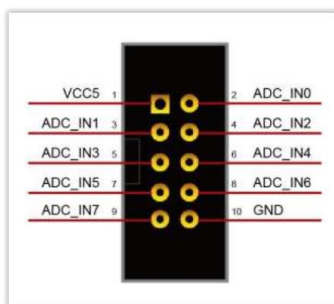 VCC5 1 2 ADC_IN0
ADC_IN1 3 4 ADC_IN2
ADC_IN3 5 6 ADC_IN4
ADC_IN5 7 8 ADC_IN6
ADC_IN7 9 10 GND